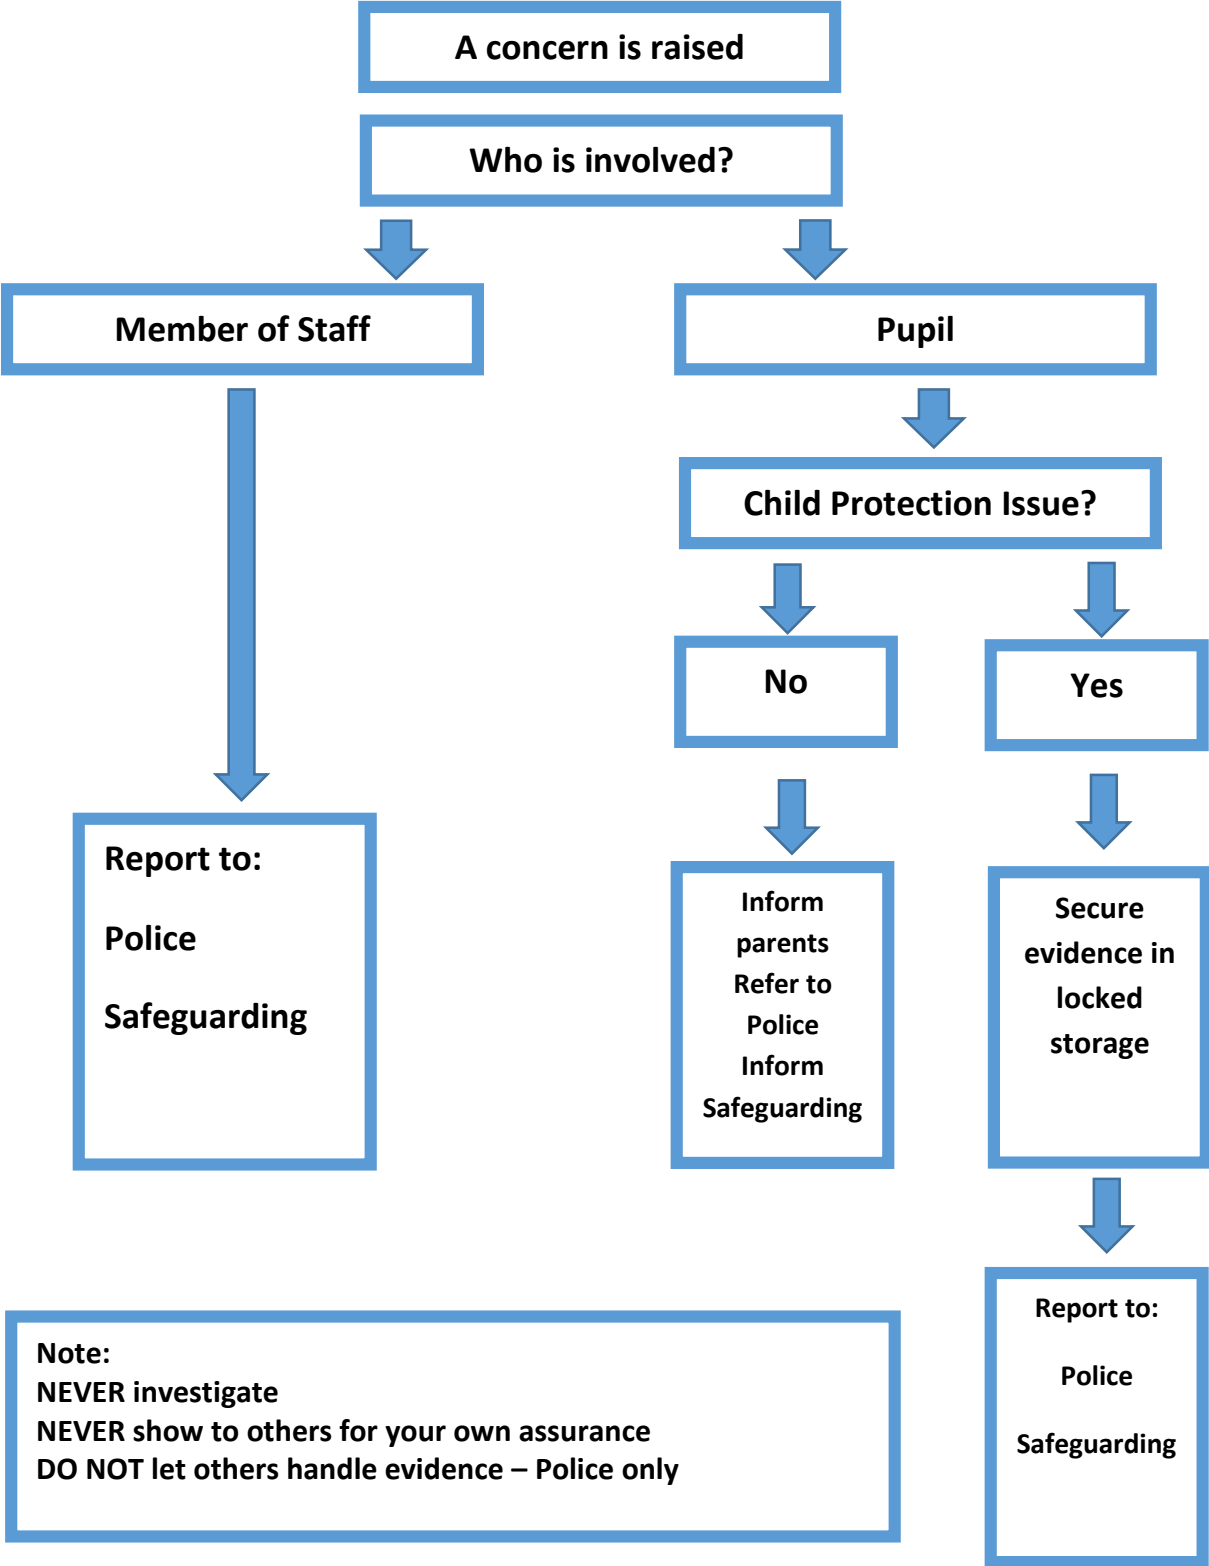 A concern is raised
Who is involved?
Member of Staff
Pupil
Child Protection Issue?
No
Yes
Report to:
Police
Safeguarding
Inform
parents
Refer to
Police
Inform
Safeguarding
Secure
evidence in
locked
storage
Report to:
Police
Safeguarding
Note:
NEVER investigate
NEVER show to others for your own assurance
DO NOT let others handle evidence – Police only